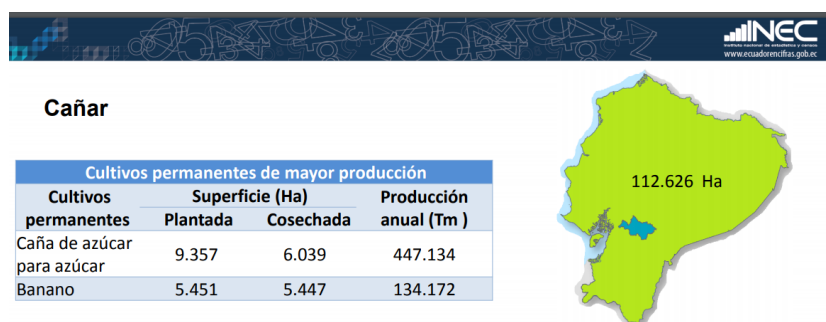 INEC
Instituto nacional de estadística y censos
www.ecuadorencifras.gob.ec
Cañar
Cultivos permanentes de mayor producción
Cultivos permanentes Superficie (Ha) Producción anual (Tm )
Plantada Cosechada
Caña de azúcar
para azúcar 9.357 6.039 447.134
Banano 5.451 5.447 134.172
112.626 Ha